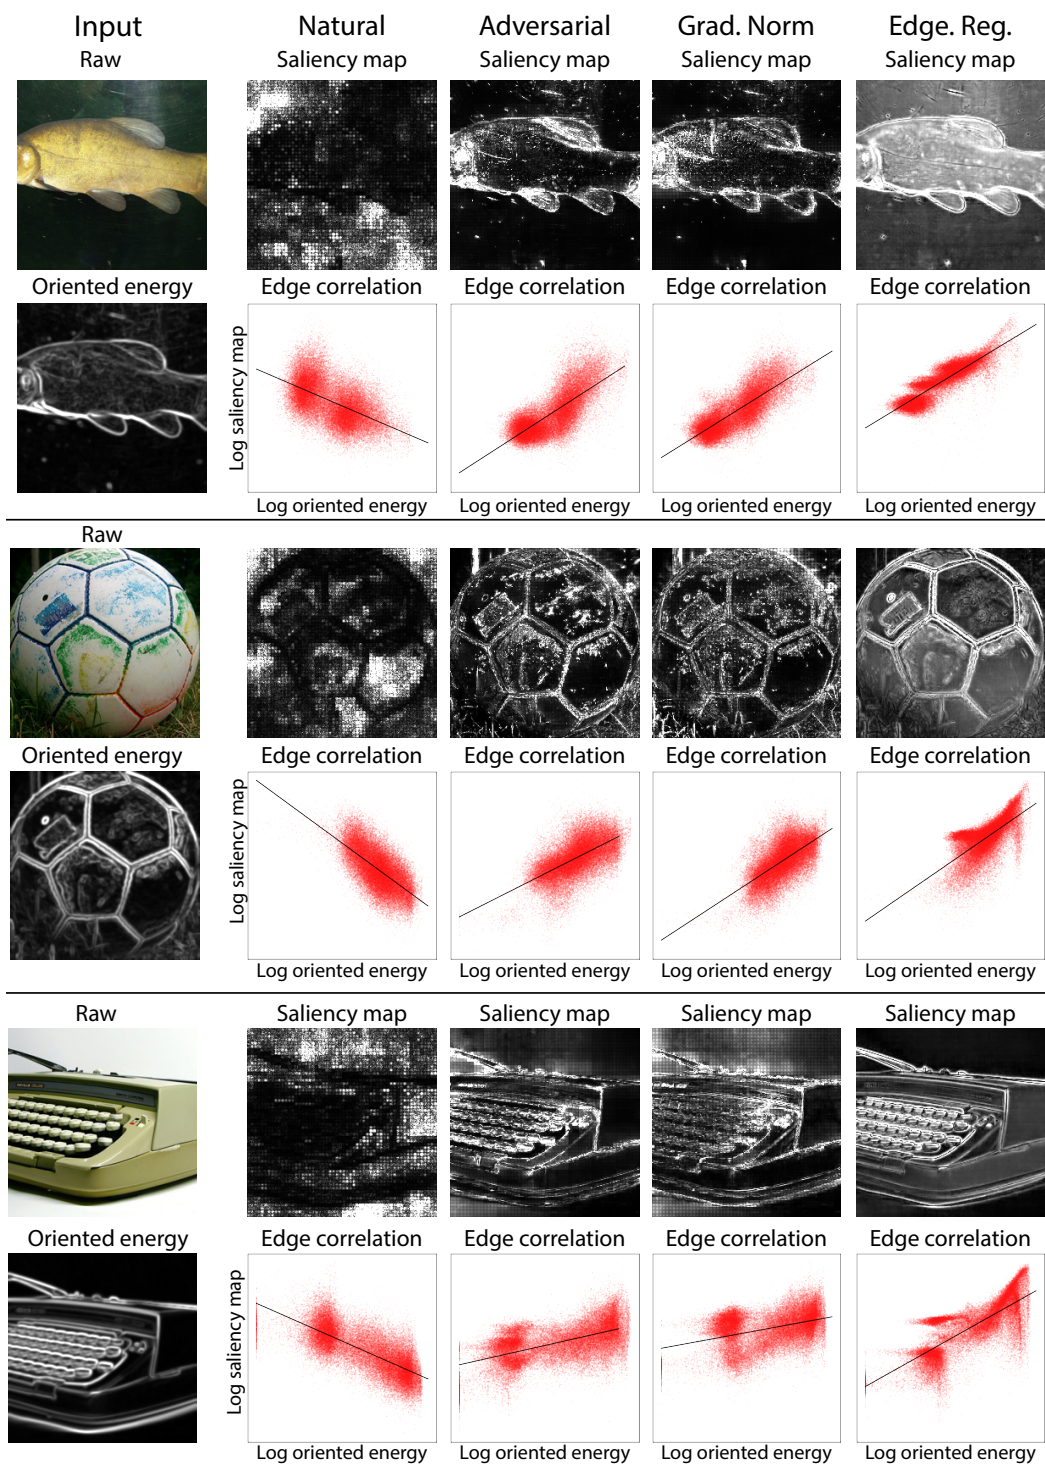 Input Natural Adversarial Grad. Norm Edge. Reg.
Raw Saliency map Saliency map Saliency map Saliency map
Oriented energy Edge correlation Edge correlation Edge correlation Edge correlation
Log saliency map
Log oriented energy Log oriented energy Log oriented energy Log oriented energy
Raw
Oriented energy Edge correlation Edge correlation Edge correlation Edge correlation
Log saliency map
Log oriented energy Log oriented energy Log oriented energy Log oriented energy
Raw Saliency map Saliency map Saliency map Saliency map
Oriented energy Edge correlation Edge correlation Edge correlation Edge correlation
Log saliency map
Log oriented energy Log oriented energy Log oriented energy Log oriented energy